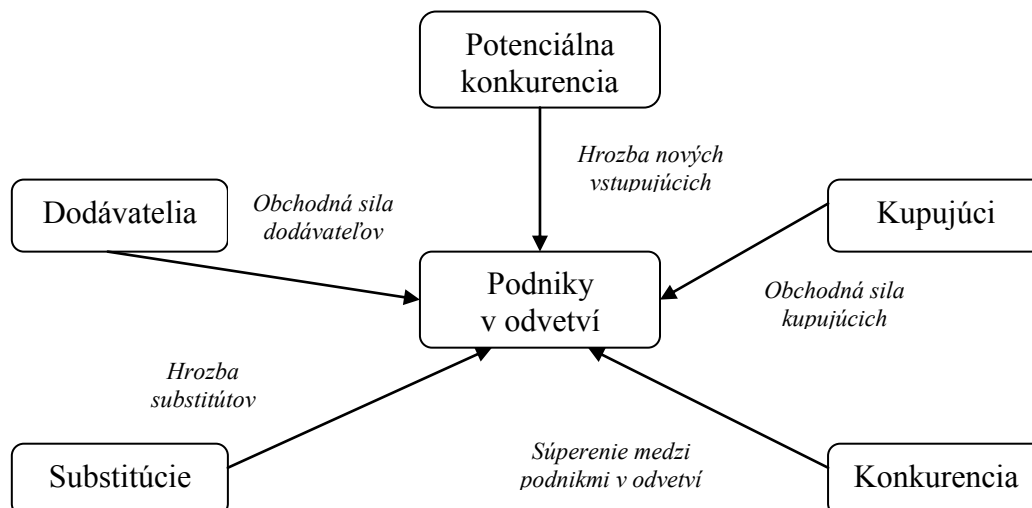 Potenciálna
konkurencia
Hrozba nových
vstupujúcich
Dodávatelia
Obchodná sila
dodávateľov
Kupujúci
Podniky
v odvetví
Obchodná sila
kupujúcich
Hrozba
substitútov
Substitúcie
Súperenie medzi
podnikmi v odvetví
Konkurencia